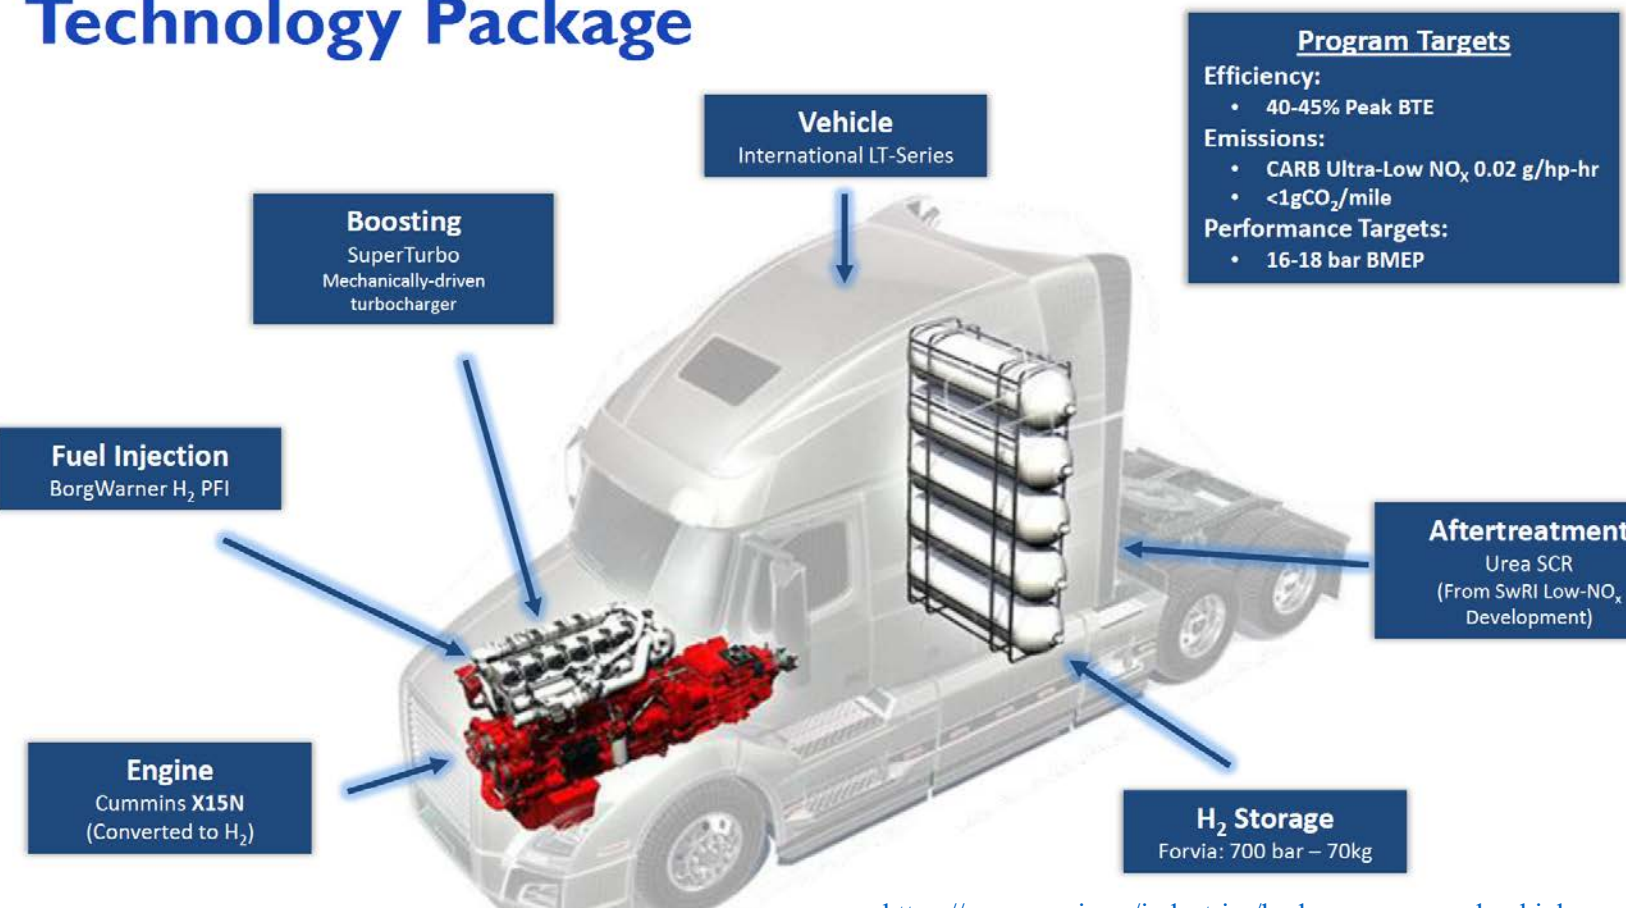 Technology Package
Program Targets
Efficiency:
• 40-45% Peak BTE
Emissions:
• CARB Ultra-Low NOₓ 0.02 g/hp-hr
• <1gCO₂/mile
Performance Targets:
• 16-18 bar BMEP
Vehicle
International LT-Series
Boosting
SuperTurbo
Mechanically-driven
turbocharger
Fuel Injection
BorgWarner H₂ PFI
Aftertreatment
Urea SCR
(From SwRI Low-NOₓ
Development)
Engine
Cummins X15N
(Converted to H₂)
H₂ Storage
Forvia: 700 bar – 70kg